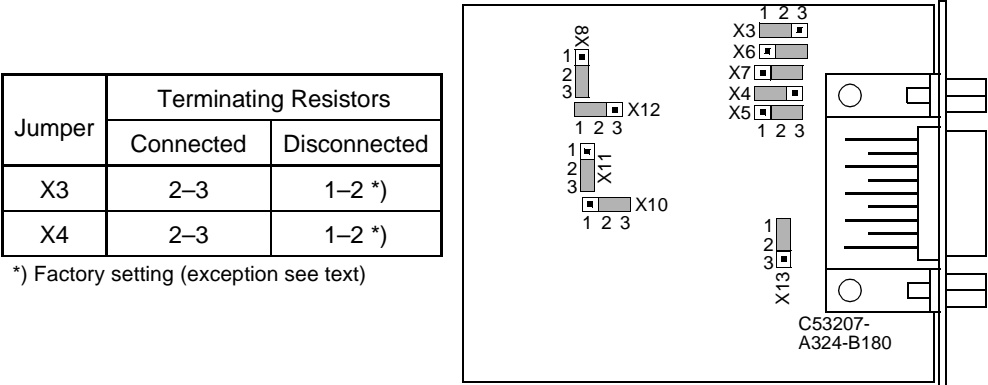 Jumper
Terminating Resistors
Connected Disconnected
X3 2–3 1–2 *)
X4 2–3 1–2 *)
*) Factory setting (exception see text)
1 2 3
X3
X6
X7
X4
X5
1 2 3
X8
1
2
3
X12
1 2 3
1
2
3
X11
X10
1 2 3
1
2
3
X13
C53207-
A324-B180